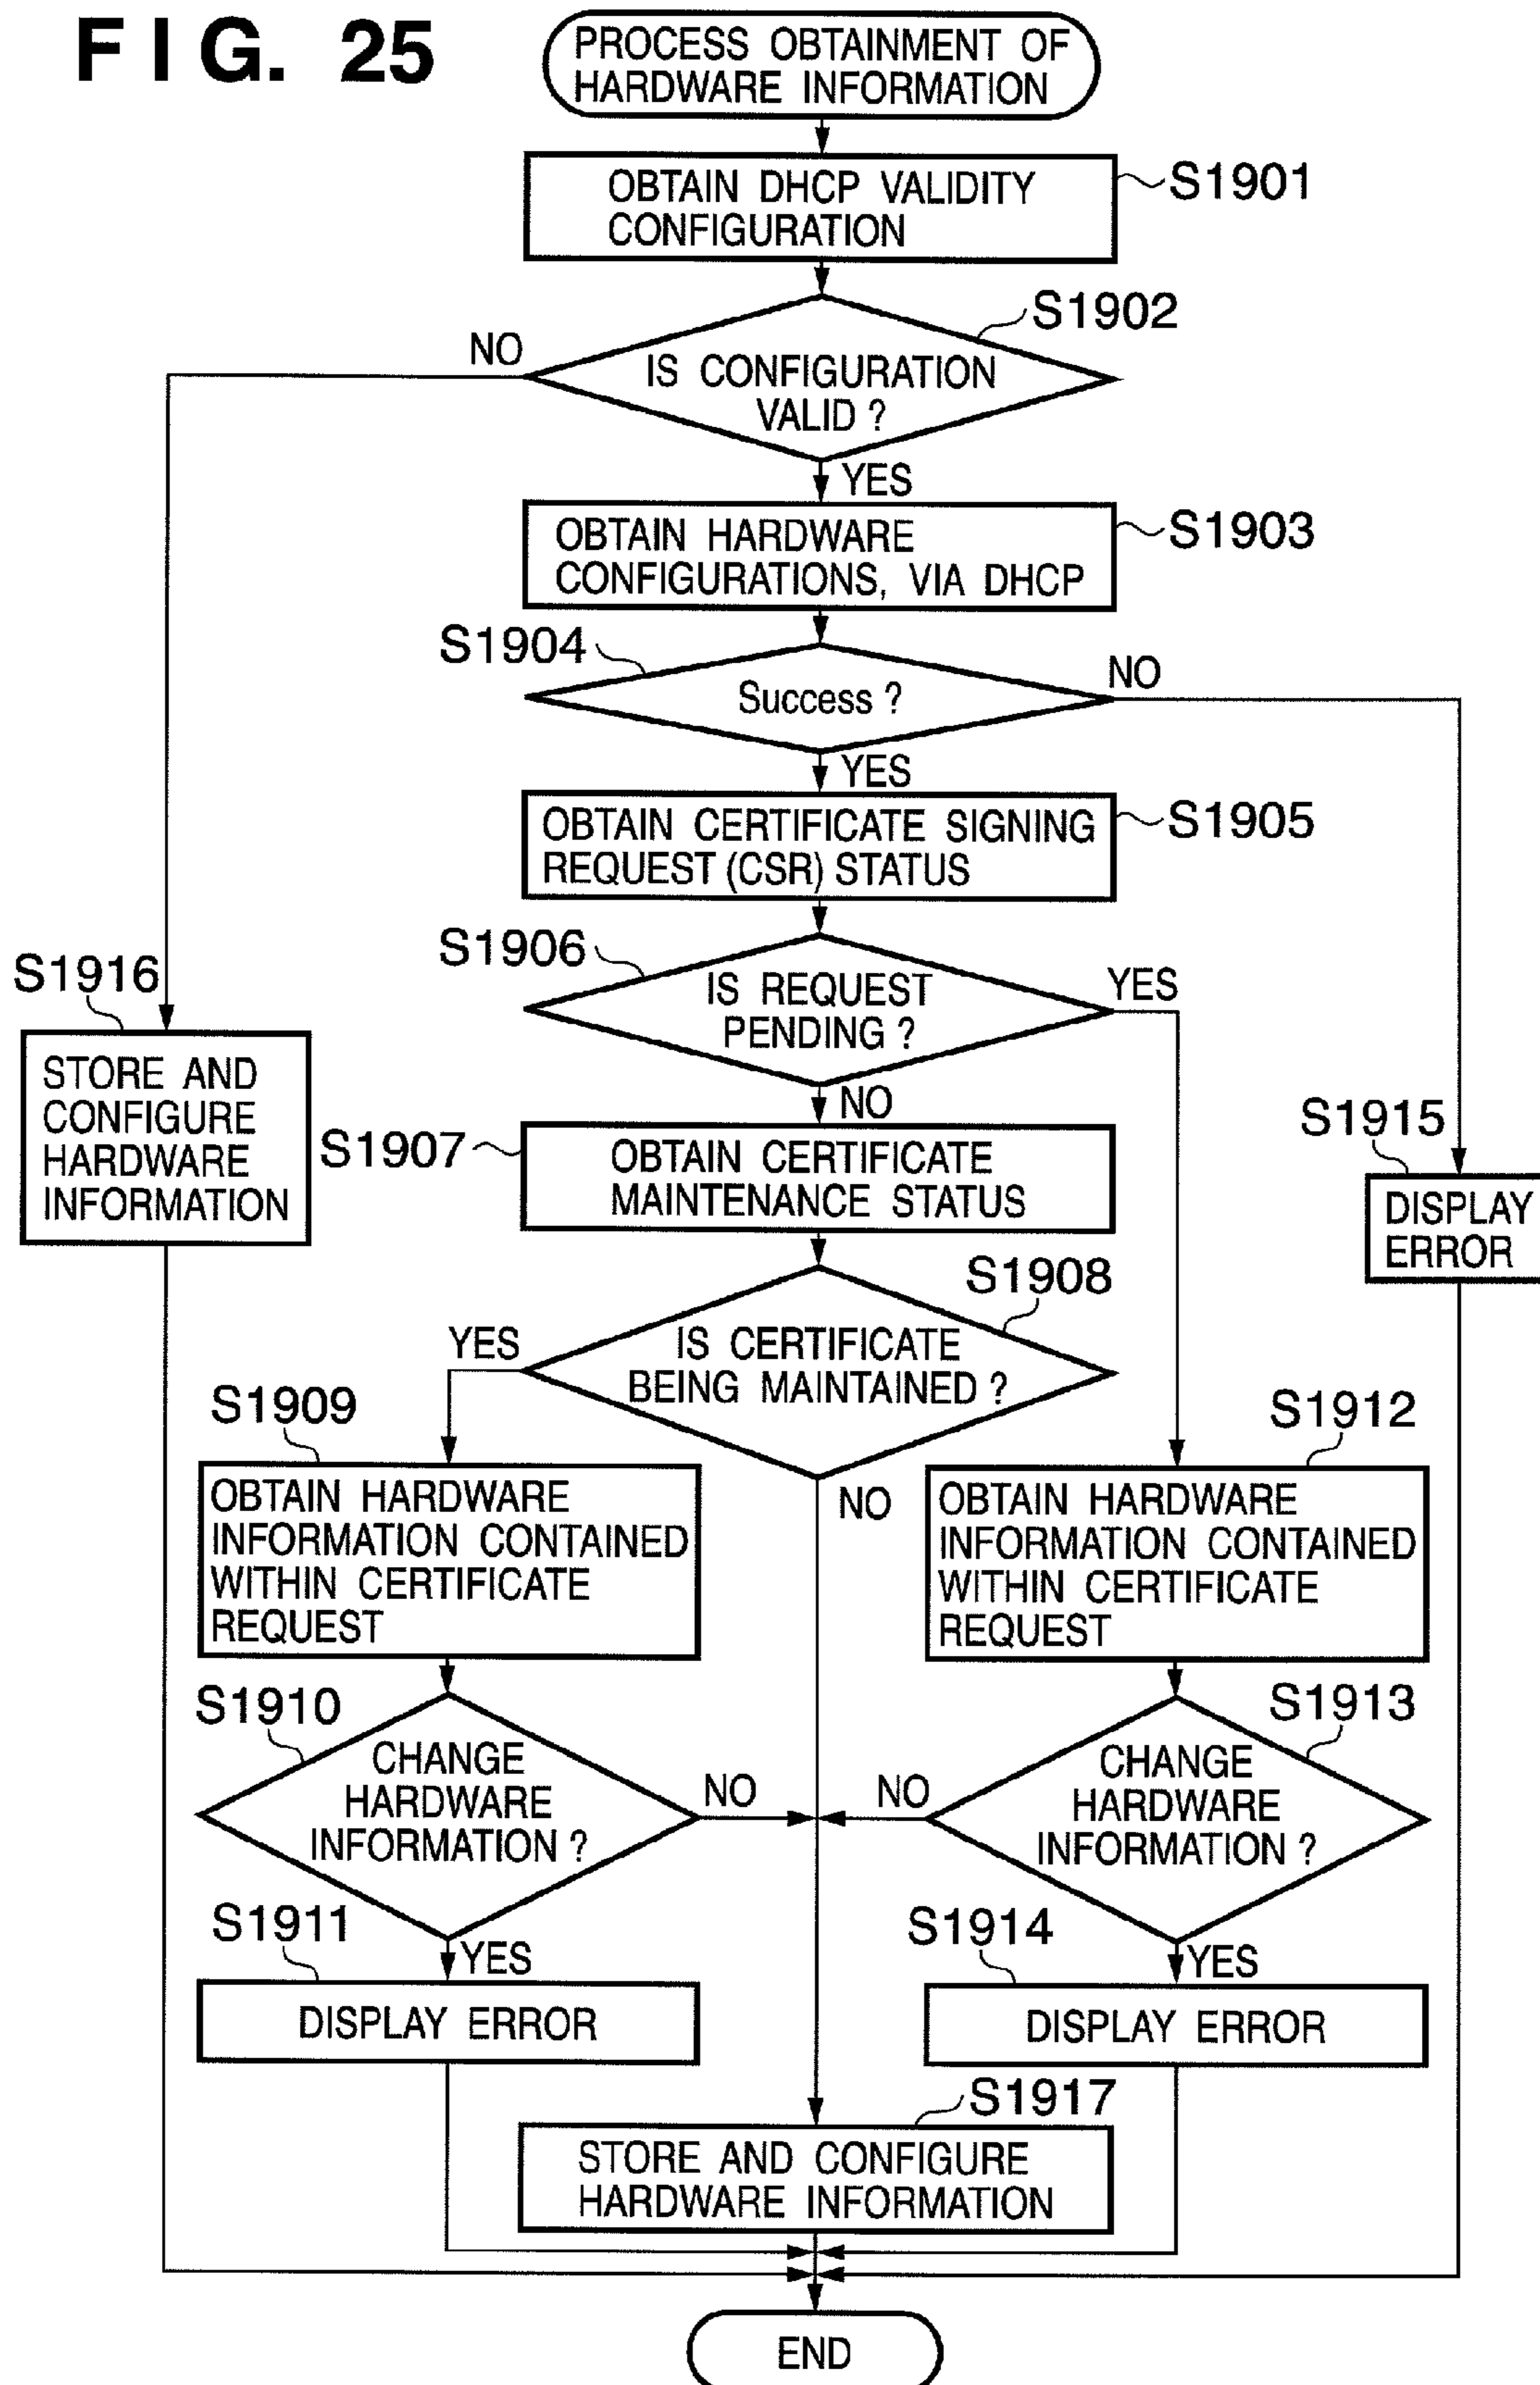 FIG. 25
PROCESS OBTAINMENT OF
HARDWARE INFORMATION
OBTAIN DHCP VALIDITY
CONFIGURATION
S1901
S1902
NO
IS CONFIGURATION
VALID ?
YES
OBTAIN HARDWARE
CONFIGURATIONS, VIA DHCP
S1903
S1904
Success ?
NO
YES
OBTAIN CERTIFICATE SIGNING
REQUEST (CSR) STATUS
S1905
S1906
IS REQUEST
PENDING ?
YES
NO
S1916
STORE AND
CONFIGURE
HARDWARE
INFORMATION
S1907
OBTAIN CERTIFICATE
MAINTENANCE STATUS
S1915
DISPLAY
ERROR
S1908
YES
IS CERTIFICATE
BEING MAINTAINED ?
NO
S1909
OBTAIN HARDWARE
INFORMATION CONTAINED
WITHIN CERTIFICATE
REQUEST
S1912
OBTAIN HARDWARE
INFORMATION CONTAINED
WITHIN CERTIFICATE
REQUEST
S1910
CHANGE
HARDWARE
INFORMATION ?
NO
S1913
NO
CHANGE
HARDWARE
INFORMATION ?
S1911
YES
DISPLAY ERROR
S1914
YES
DISPLAY ERROR
S1917
STORE AND CONFIGURE
HARDWARE INFORMATION
END